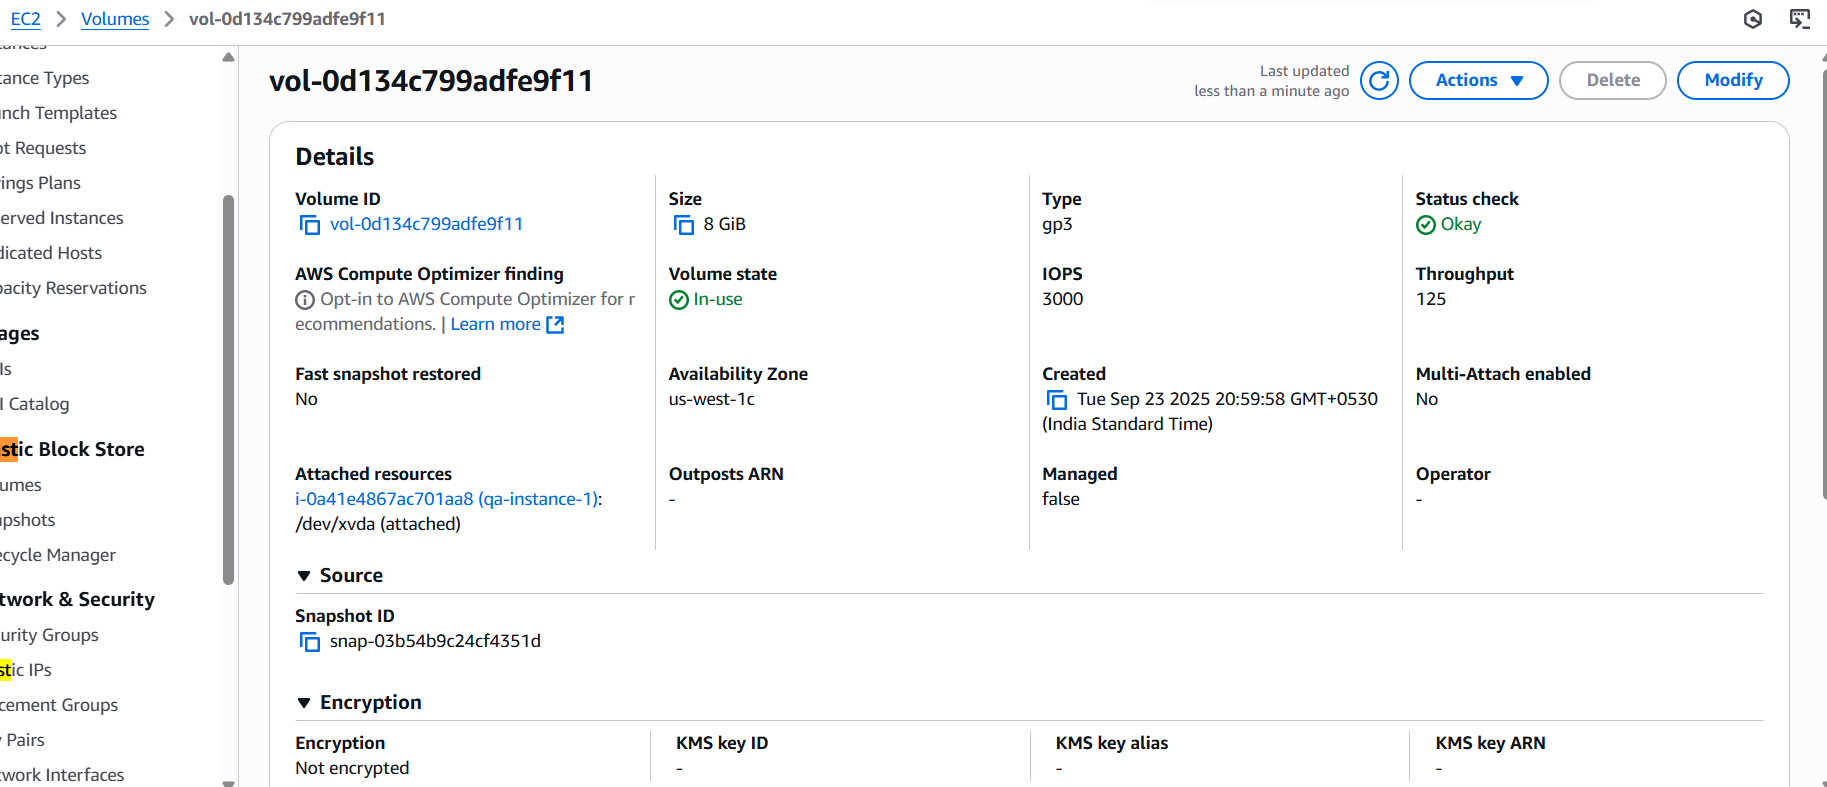 EC2 > Volumes > vol-0d134c799adfe9f11
tance Types
nch Templates
ot Requests
ings Plans
erved Instances
dicated Hosts
pacity Reservations
ages
Is
I Catalog
stic Block Store
umes
pshots
ecycle Manager
twork & Security
urity Groups
stic IPs
cement Groups
y Pairs
work Interfaces
vol-0d134c799adfe9f11
Last updated
less than a minute ago
Actions
Delete
Modify
Details
Volume ID
vol-0d134c799adfe9f11
Size
8 GiB
Type
gp3
Status check
Okay
AWS Compute Optimizer finding
Opt-in to AWS Compute Optimizer for r
ecommendations. | Learn more
Volume state
In-use
IOPS
3000
Throughput
125
Fast snapshot restored
No
Availability Zone
us-west-1c
Created
Tue Sep 23 2025 20:59:58 GMT+0530
(India Standard Time)
Multi-Attach enabled
No
Attached resources
i-0a41e4867ac701aa8 (qa-instance-1):
/dev/xvda (attached)
Outposts ARN
-
Managed
false
Operator
-
Source
Snapshot ID
snap-03b54b9c24cf4351d
Encryption
Encryption
Not encrypted
KMS key ID
-
KMS key alias
-
KMS key ARN
-